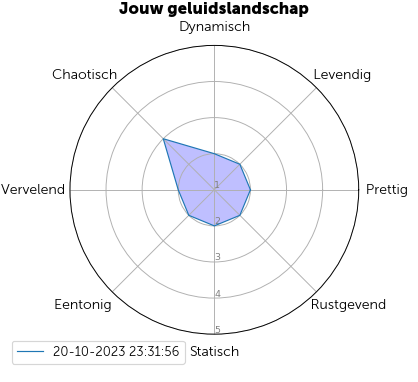 Jouw geluidslandschap
Dynamisch
Chaotisch
Levendig
Vervelend
1
Prettig
2
3
4
Eentonig
Rustgevend
5
20-10-2023 23:31:56
Statisch